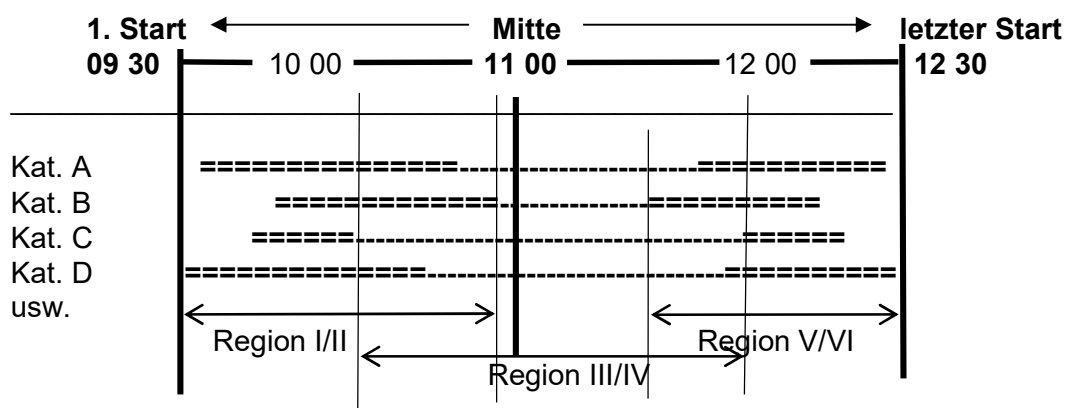 1. Start Mitte letzter Start
09 30 10 00 11 00 12 00 12 30
Kat. A
Kat. B
Kat. C
Kat. D
usw.
Region I/II Region V/VI
Region III/IV